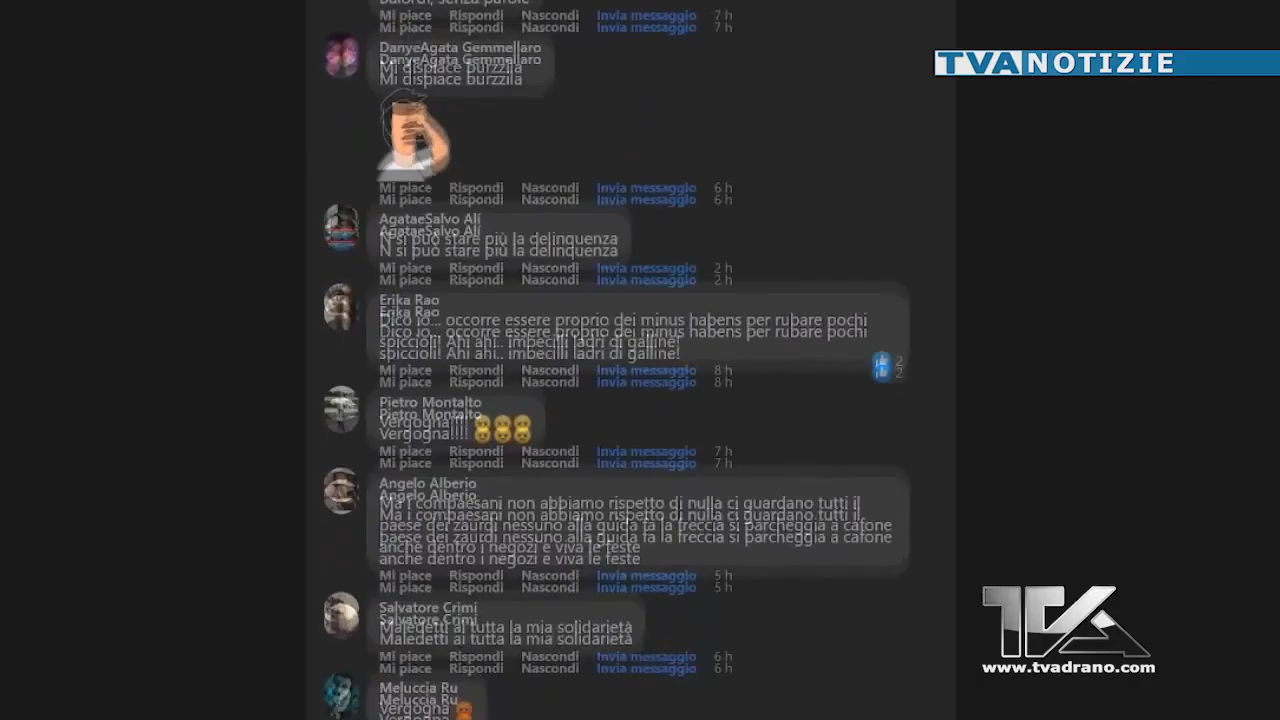 Balordi, senza parole
Mi piace Rispondi Nascondi Invia messaggio 7 h
DanyeAgata Gemmellaro
Mi dispiace burzzila
TVA NOTIZIE
Mi piace Rispondi Nascondi Invia messaggio 6 h
AgataeSalvo Alí
N si può stare più la delinquenza
Mi piace Rispondi Nascondi Invia messaggio 2 h
Erika Rao
Dico io... occorre essere proprio dei minus habens per rubare pochi
spiccioli! Ahi ahi.. imbecilli ladri di galline!
2
Mi piace Rispondi Nascondi Invia messaggio 8 h
Pietro Montalto
Vergogna!!!!
Mi piace Rispondi Nascondi Invia messaggio 7 h
Angelo Alberio
Ma i compaesani non abbiamo rispetto di nulla ci guardano tutti il
paese dei zaurdi nessuno alla guida fa la freccia si parcheggia a cafone
anche dentro i negozi e viva le feste
Mi piace Rispondi Nascondi Invia messaggio 5 h
Salvatore Crimi
Maledetti ai tutta la mia solidarietà
Mi piace Rispondi Nascondi Invia messaggio 6 h
Meluccia Ru
Vergogna
TVA
www.tvadrano.com